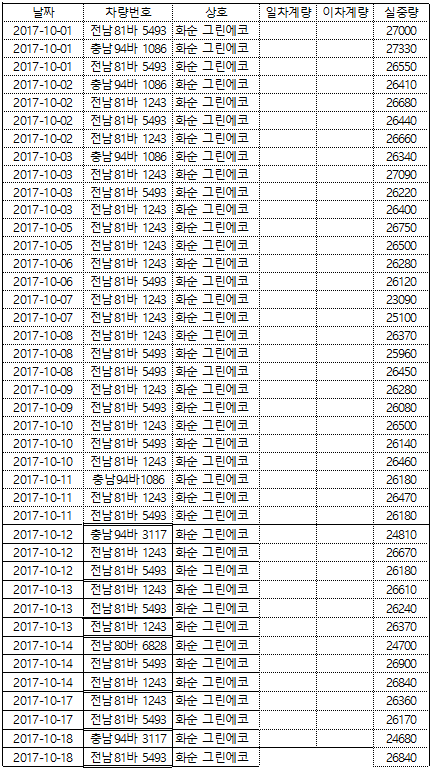 날짜 차량번호 상호 일차계량 이차계량 실중량
2017-10-01 전남81바 5493 화순 그린에코 27000
2017-10-01 충남94바 1086 화순 그린에코 27330
2017-10-01 전남81바 5493 화순 그린에코 26550
2017-10-02 충남94바 1086 화순 그린에코 26410
2017-10-02 전남81바 1243 화순 그린에코 26680
2017-10-02 전남81바 5493 화순 그린에코 26440
2017-10-02 전남81바 1243 화순 그린에코 26660
2017-10-03 충남94바 1086 화순 그린에코 26340
2017-10-03 전남81바 1243 화순 그린에코 27090
2017-10-03 전남81바 5493 화순 그린에코 26220
2017-10-03 전남81바 1243 화순 그린에코 26400
2017-10-05 전남81바 1243 화순 그린에코 26750
2017-10-05 전남81바 1243 화순 그린에코 26500
2017-10-06 전남81바 1243 화순 그린에코 26280
2017-10-06 전남81바 5493 화순 그린에코 26120
2017-10-07 전남81바 1243 화순 그린에코 23090
2017-10-07 전남81바 1243 화순 그린에코 25100
2017-10-08 전남81바 1243 화순 그린에코 26370
2017-10-08 전남81바 5493 화순 그린에코 25960
2017-10-08 전남81바 5493 화순 그린에코 26450
2017-10-09 전남81바 1243 화순 그린에코 26280
2017-10-09 전남81바 5493 화순 그린에코 26080
2017-10-10 전남81바 1243 화순 그린에코 26500
2017-10-10 전남81바 5493 화순 그린에코 26140
2017-10-10 전남81바 1243 화순 그린에코 26460
2017-10-11 충남94바1086 화순 그린에코 26180
2017-10-11 전남81바 1243 화순 그린에코 26470
2017-10-11 전남81바 5493 화순 그린에코 26180
2017-10-12 충남94바 3117 화순 그린에코 24810
2017-10-12 전남81바 1243 화순 그린에코 26670
2017-10-12 전남81바 5493 화순 그린에코 26180
2017-10-13 전남81바 1243 화순 그린에코 26610
2017-10-13 전남81바 5493 화순 그린에코 26240
2017-10-13 전남81바 1243 화순 그린에코 26370
2017-10-14 전남80바 6828 화순 그린에코 24700
2017-10-14 전남81바 5493 화순 그린에코 26900
2017-10-14 전남81바 1243 화순 그린에코 26840
2017-10-17 전남81바 1243 화순 그린에코 26360
2017-10-17 전남81바 5493 화순 그린에코 26170
2017-10-18 충남94바 3117 화순 그린에코 24680
2017-10-18 전남81바 5493 화순 그린에코 26840